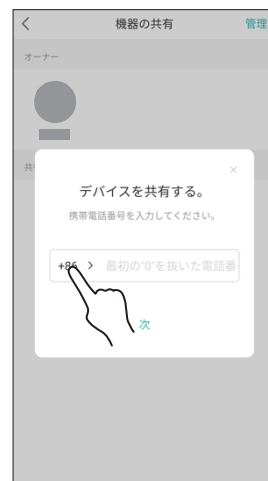 機器の共有
管理
オーナー
共
デバイスを共有する。
携帯電話番号を入力してください。
+86 最初の"0"を抜いた電話番
次